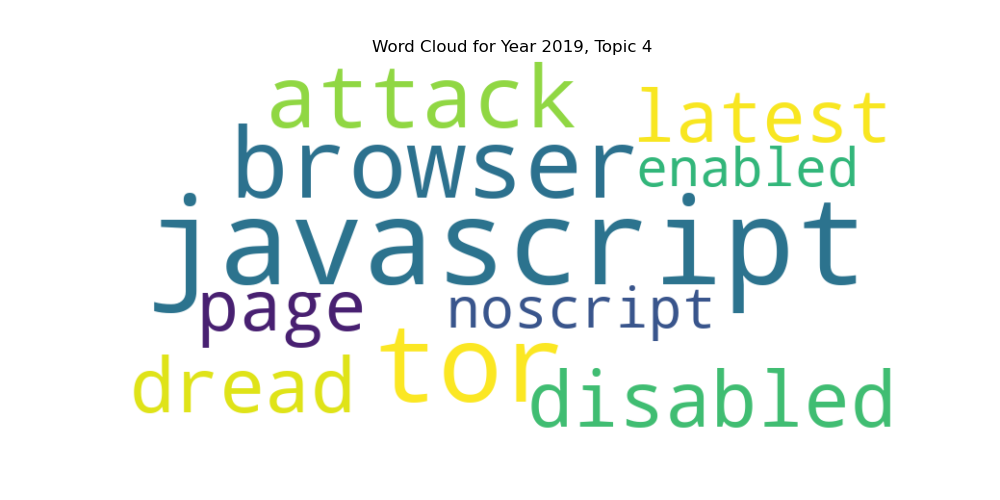 Word Cloud for Year 2019, Topic 4
attack
latest
browser
enabled
javascript
page
noscript
tor
dread
disabled